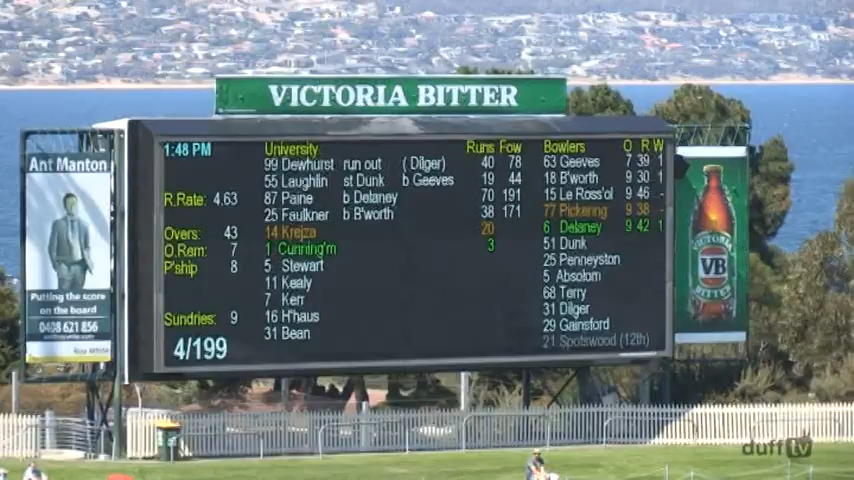 VICTORIA BITTER
1:48 PM University Runs Fow Bowlers O R W
99 Dewhurst run out (Dilger) 40 78 63 Geeves 7 39 1
55 Laughlin st Dunk b Geeves 19 44 18 B'worth 9 30 1
R.Rate: 4.63 87 Paine b Delaney 70 191 15 Le Ross'ol 9 46 -
25 Faulkner b B'worth 38 171 77 Pickering 9 38 -
Overs: 43 14 Krejza 20 6 Delaney 9 42 1
O.Rem: 7 1 Cunning'm 3 51 Dunk
P'ship 8 5 Stewart 25 Penneyston
11 Kealy 5 Absolom
7 Kerr 68 Terry
Sundries: 9 16 H'haus 31 Dilger
31 Bean 29 Gainsford
4/199 21 Spotswood (12th)
Ant Manton
Putting the score
on the board
0408 621 856
VICTORIA
VB
BITTER
duff tv